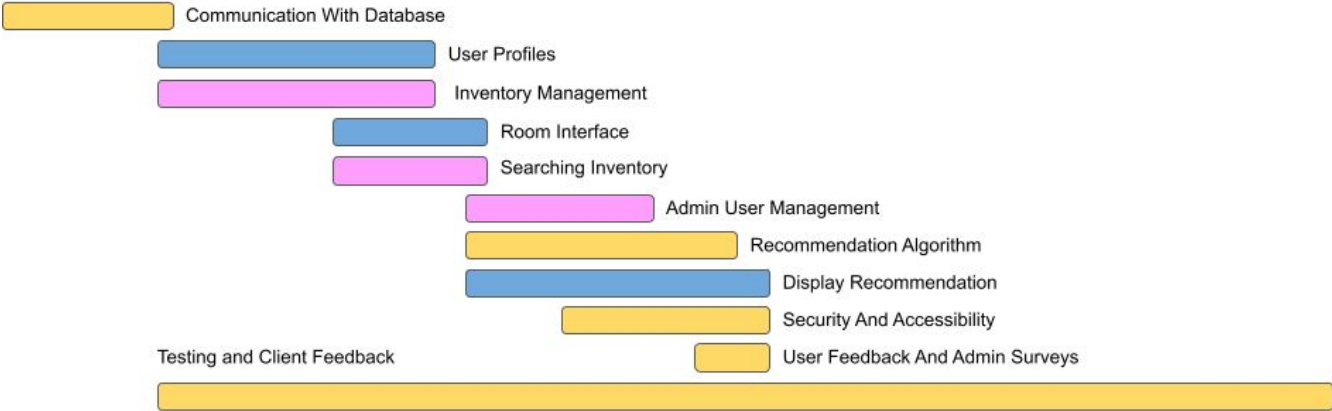 Communication With Database
User Profiles
Inventory Management
Room Interface
Searching Inventory
Admin User Management
Recommendation Algorithm
Display Recommendation
Security And Accessibility
Testing and Client Feedback
User Feedback And Admin Surveys